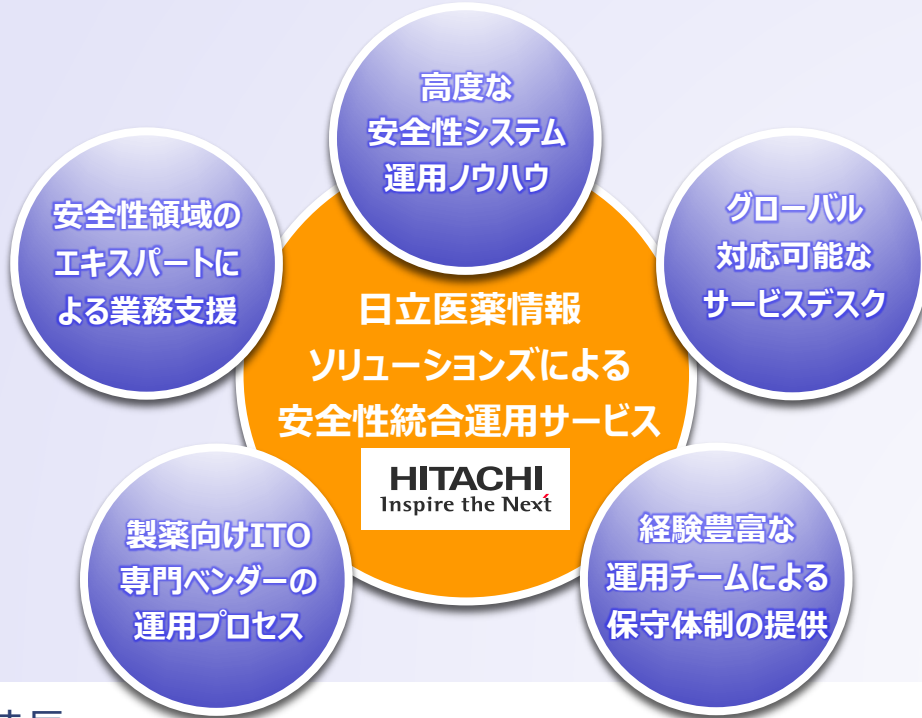 高度な
安全性システム
運用ノウハウ
安全性領域の
エキスパートに
よる業務支援
グローバル
対応可能な
サービスデスク
日立医薬情報
ソリューションズによる
安全性統合運用サービス
HITACHI
Inspire the Next
製薬向けITO
専門ベンダーの
運用プロセス
経験豊富な
運用チームによる
保守体制の提供